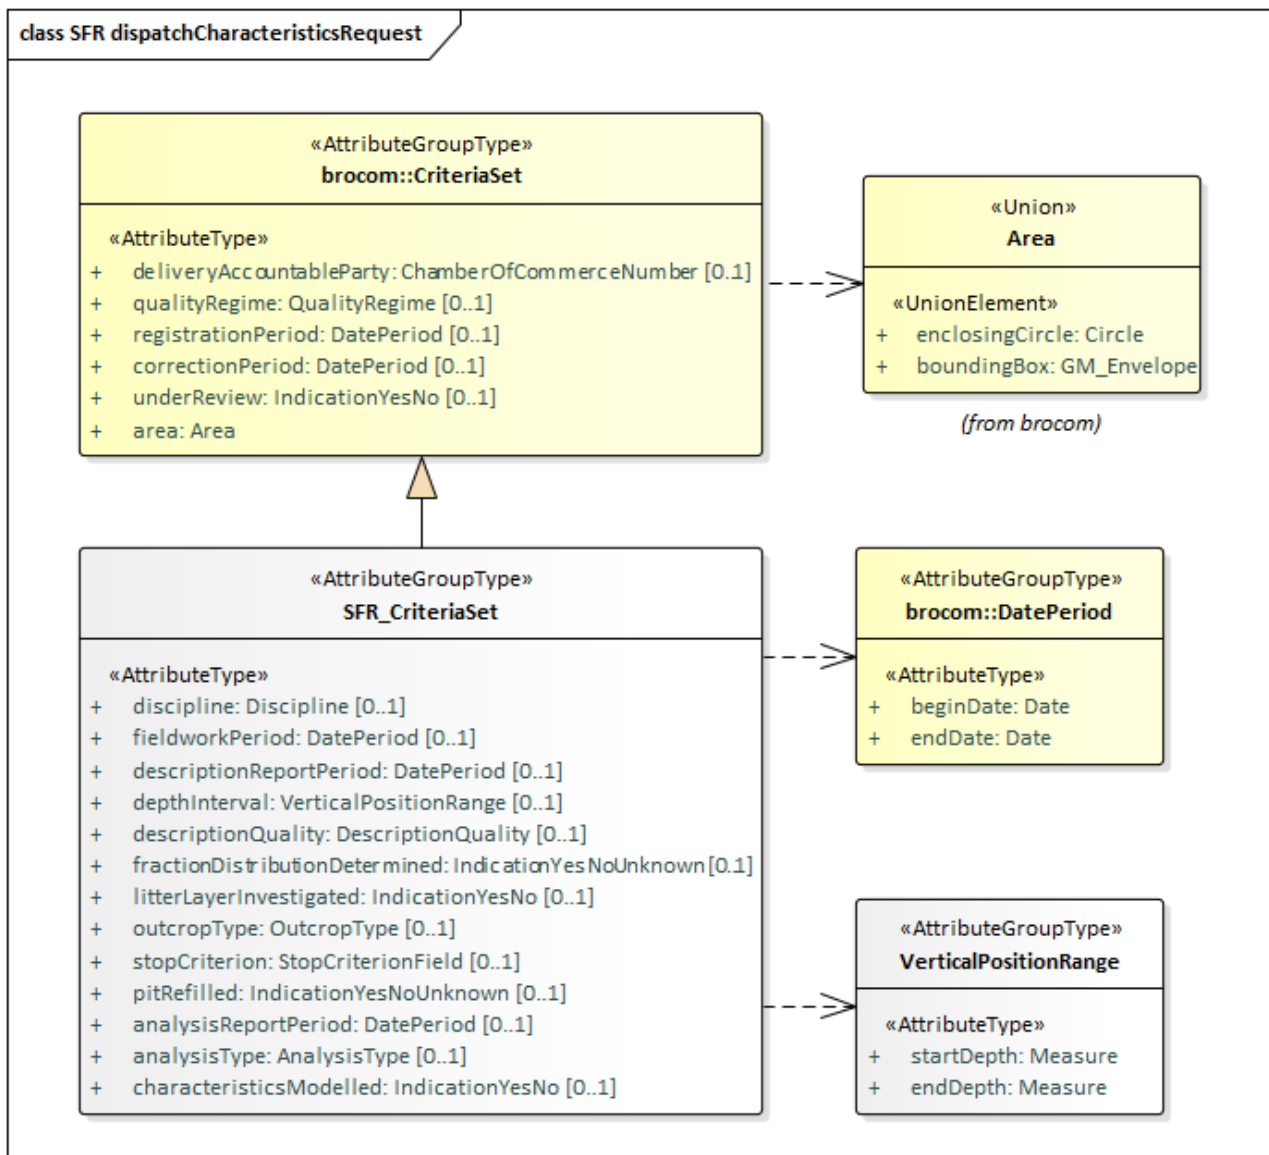 class SFR dispatchCharacteristicsRequest
«AttributeGroupType»
brocom::CriteriaSet
«AttributeType»
+ deliveryAccountableParty: ChamberOfCommerceNumber [0..1]
+ qualityRegime: QualityRegime [0..1]
+ registrationPeriod: DatePeriod [0..1]
+ correctionPeriod: DatePeriod [0..1]
+ underReview: IndicationYesNo [0..1]
+ area: Area
«Union»
Area
«UnionElement»
+ enclosingCircle: Circle
+ boundingBox: GM_Envelope
(from brocom)
«AttributeGroupType»
SFR_CriteriaSet
«AttributeType»
+ discipline: Discipline [0..1]
+ fieldworkPeriod: DatePeriod [0..1]
+ descriptionReportPeriod: DatePeriod [0..1]
+ depthInterval: VerticalPositionRange [0..1]
+ descriptionQuality: DescriptionQuality [0..1]
+ fractionDistributionDetermined: IndicationYesNoUnknown [0..1]
+ litterLayerInvestigated: IndicationYesNo [0..1]
+ outcropType: OutcropType [0..1]
+ stopCriterion: StopCriterionField [0..1]
+ pitRefilled: IndicationYesNoUnknown [0..1]
+ analysisReportPeriod: DatePeriod [0..1]
+ analysisType: AnalysisType [0..1]
+ characteristicsModelled: IndicationYesNo [0..1]
«AttributeGroupType»
brocom::DatePeriod
«AttributeType»
+ beginDate: Date
+ endDate: Date
«AttributeGroupType»
VerticalPositionRange
«AttributeType»
+ startDepth: Measure
+ endDepth: Measure